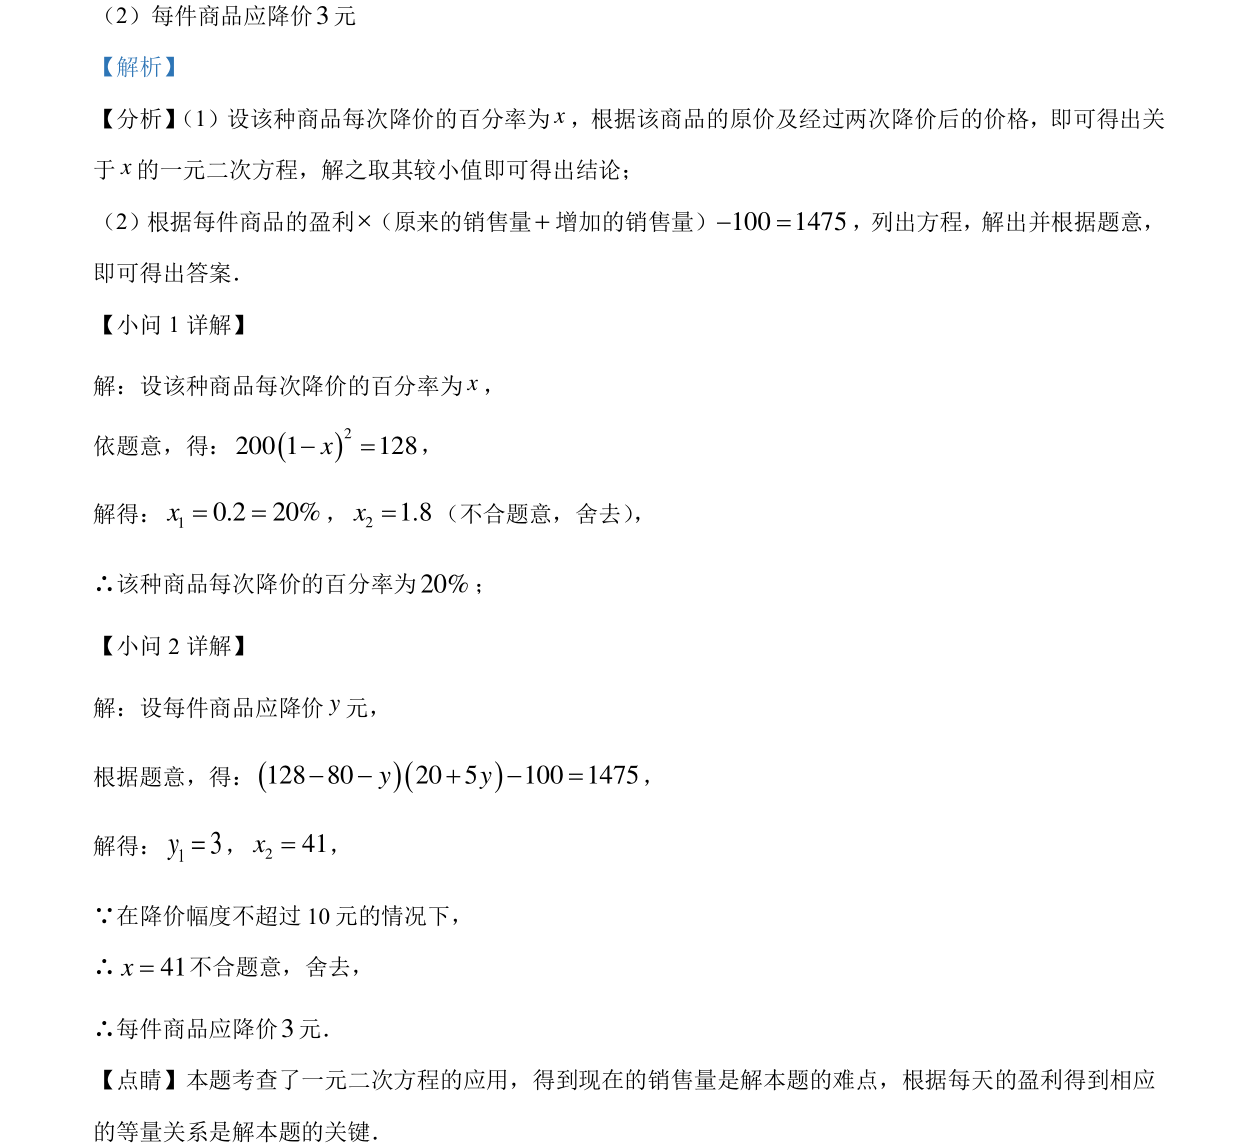 （2）每件商品应降价3元
【解析】
【分析】（1）设该种商品每次降价的百分率为x，根据该商品的原价及经过两次降价后的价格，即可得出关
于x的一元二次方程，解之取其较小值即可得出结论；
（2）根据每件商品的盈利×（原来的销售量+增加的销售量）−100=1475，列出方程，解出并根据题意，
即可得出答案．
【小问1详解】
解：设该种商品每次降价的百分率为x，
依题意，得：200(1−x)²=128，
解得：x₁=0.2=20%，x₂=1.8（不合题意，舍去），
∴该种商品每次降价的百分率为20%；
【小问2详解】
解：设每件商品应降价y元，
根据题意，得：(128−80−y)(20+5y)−100=1475，
解得：y₁=3，x₂=41，
∵在降价幅度不超过10元的情况下，
∴x=41不合题意，舍去，
∴每件商品应降价3元．
【点睛】本题考查了一元二次方程的应用，得到现在的销售量是解本题的难点，根据每天的盈利得到相应
的等量关系是解本题的关键．